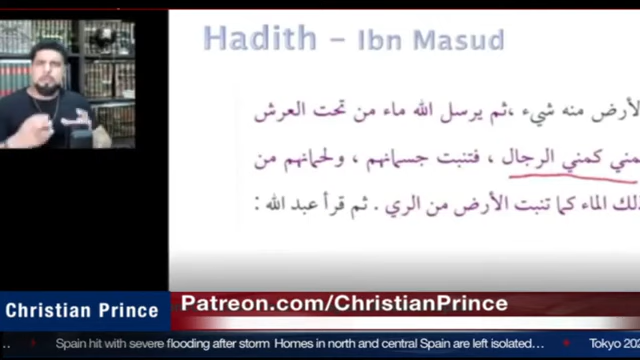 Hadith – Ibn Masud
الأرض منه شيء ، ثم يرسل الله ماء من تحت العرش
كمني الرجال ، فتنبت جسمانهم ، ولحمانهم من
الماء كما تنبت الأرض من الري . ثم قرأ عبد الله :
Christian Prince
Patreon.com/ChristianPrince
Spain hit with severe flooding after storm Homes in north and central Spain are left isolated...
Tokyo